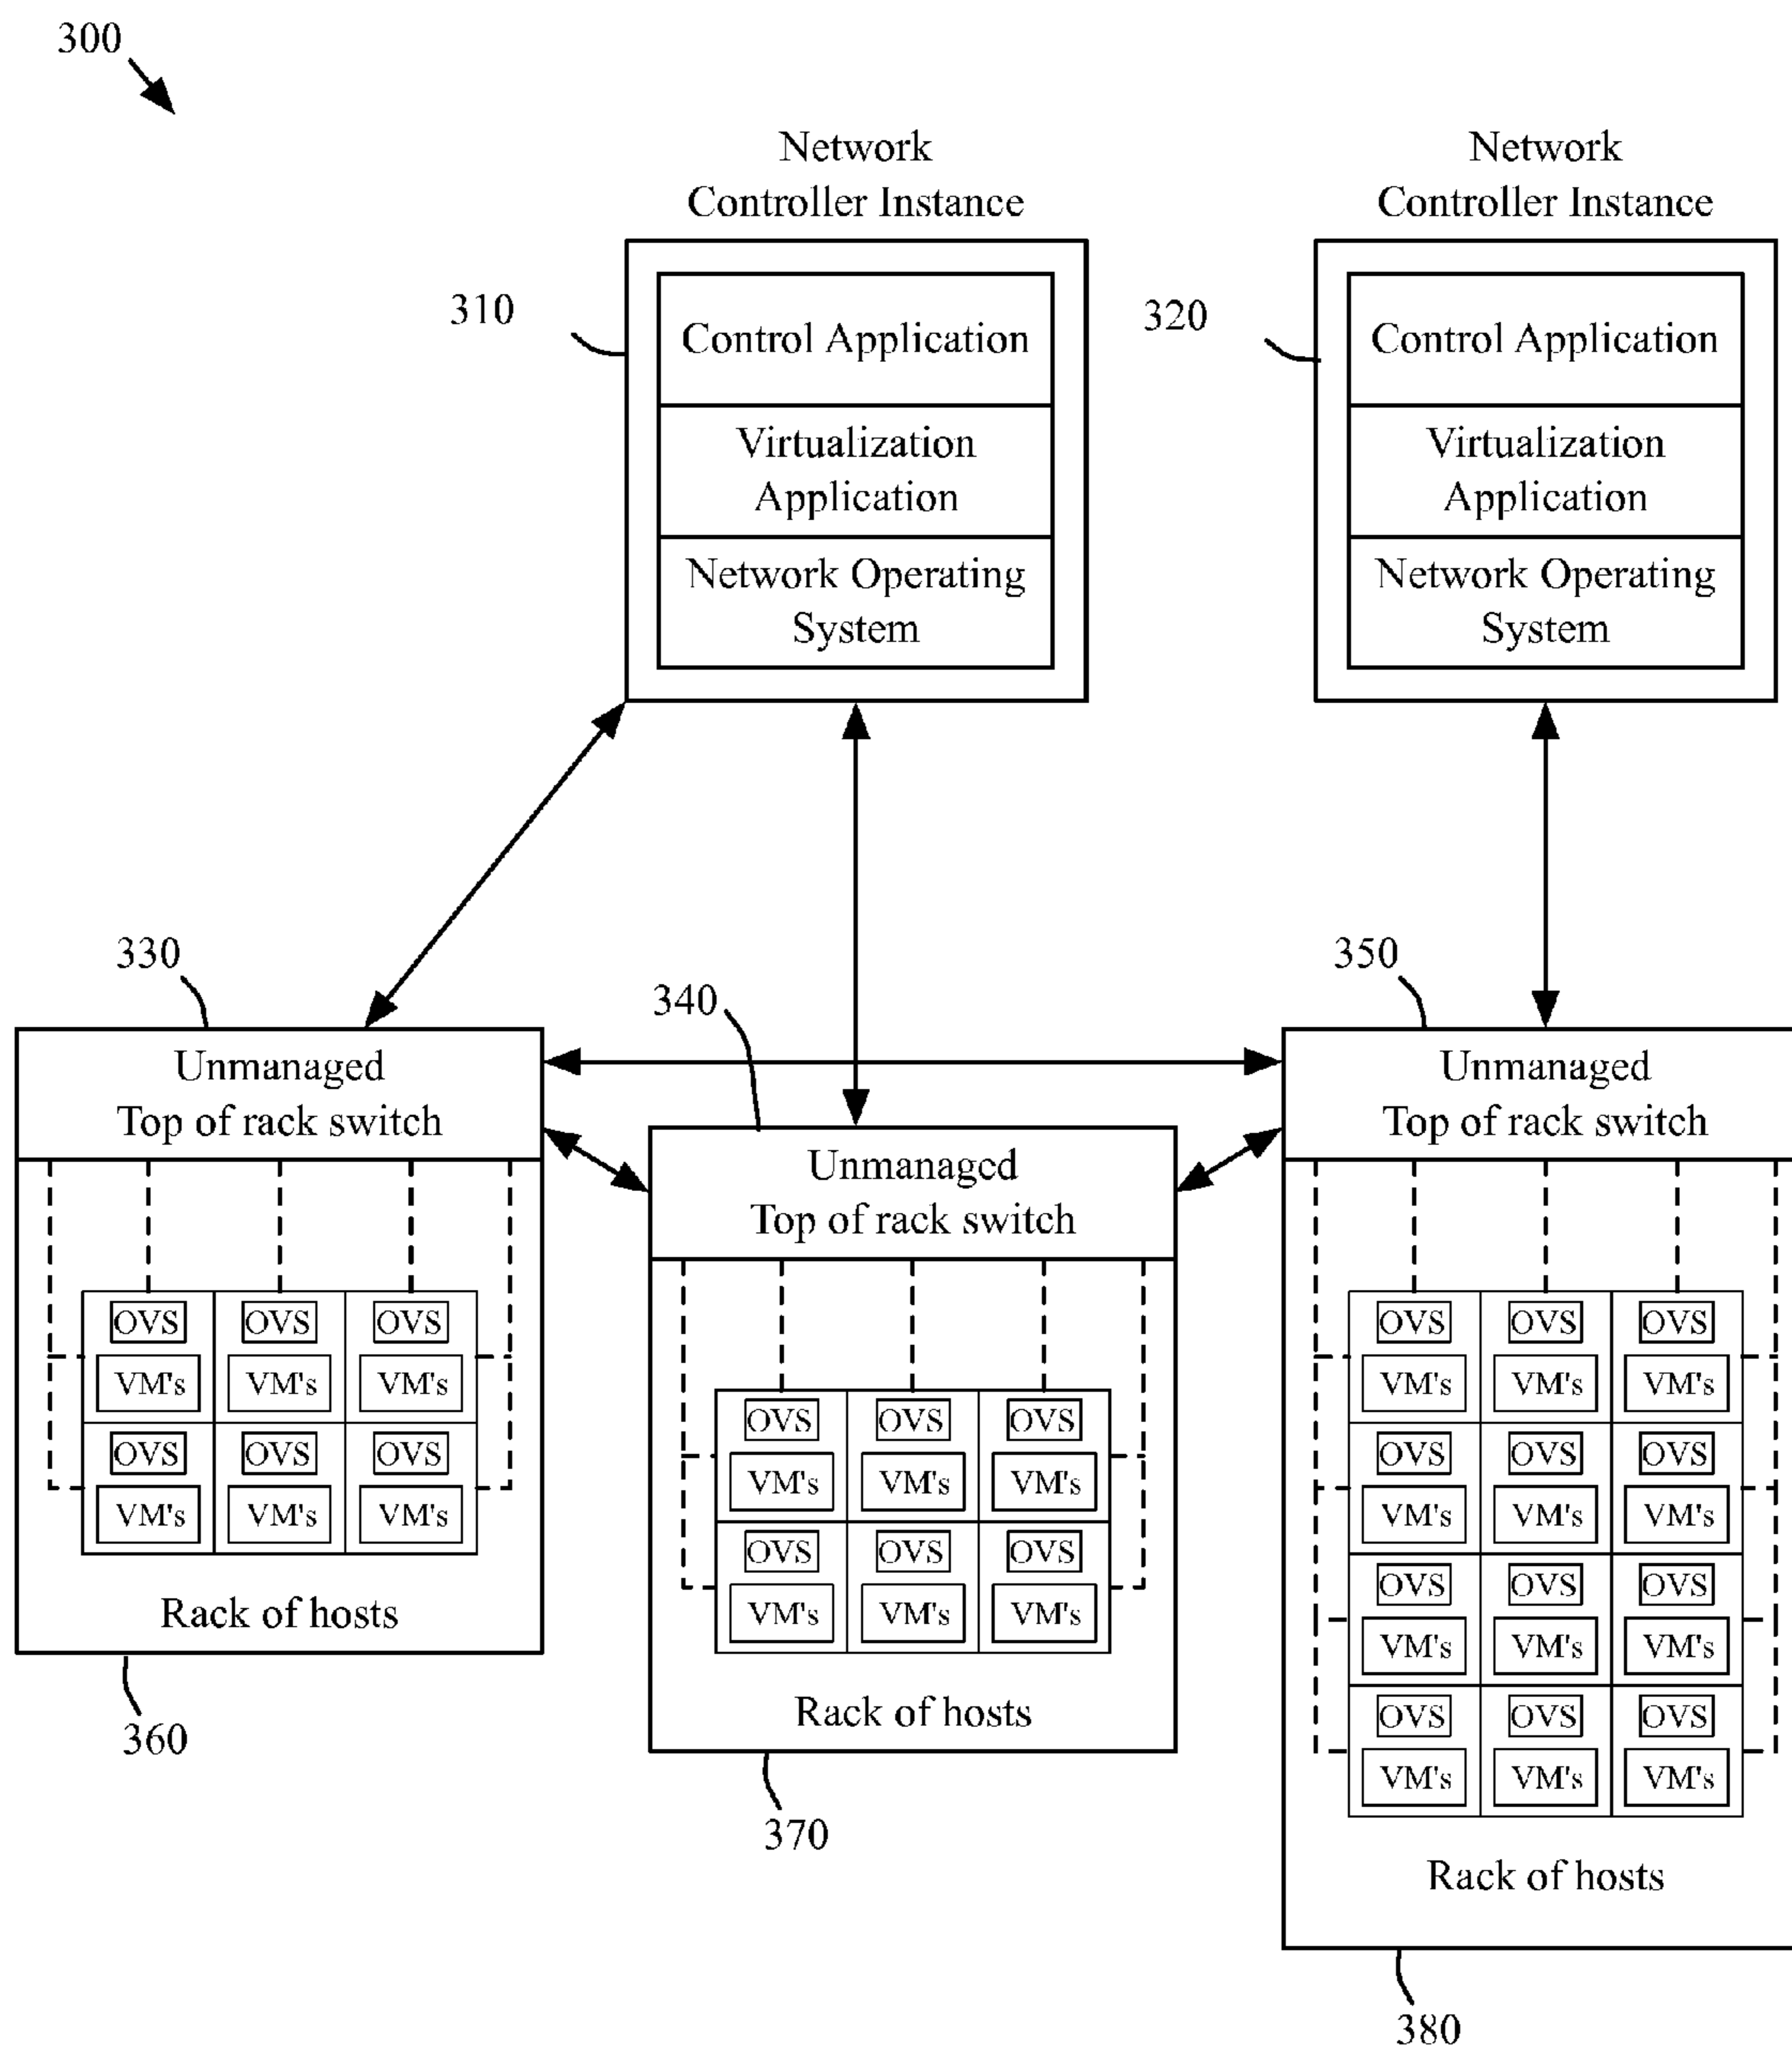 300
Network
Controller Instance
Network
Controller Instance
310
Control Application
Virtualization
Application
Network Operating
System
320
Control Application
Virtualization
Application
Network Operating
System
330
340
350
Unmanaged
Top of rack switch
Unmanaged
Top of rack switch
Unmanaged
Top of rack switch
OVS OVS OVS
VM's VM's VM's
OVS OVS OVS
VM's VM's VM's
Rack of hosts
360
OVS OVS OVS
VM's VM's VM's
OVS OVS OVS
VM's VM's VM's
Rack of hosts
370
OVS OVS OVS
VM's VM's VM's
OVS OVS OVS
VM's VM's VM's
OVS OVS OVS
VM's VM's VM's
OVS OVS OVS
VM's VM's VM's
Rack of hosts
380